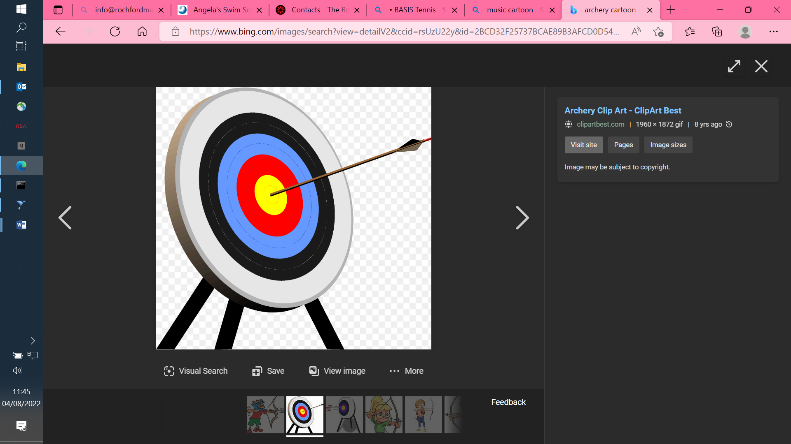 info@rochfordmu
Angela's Swim S
Contacts - The B
• BASIS Tennis - S
music cartoon - S
archery cartoon
https://www.bing.com/images/search?view=detailV2&ccid=rsUzU22y&id=2BCD32F25737BCAE89B3AFCD0D54...
Archery Clip Art - ClipArt Best
clipartbest.com | 1960 × 1872 gif | 8 yrs ago
Visit site Pages Image sizes
Image may be subject to copyright.
Visual Search Save View image More
Feedback
11:45
04/08/2022